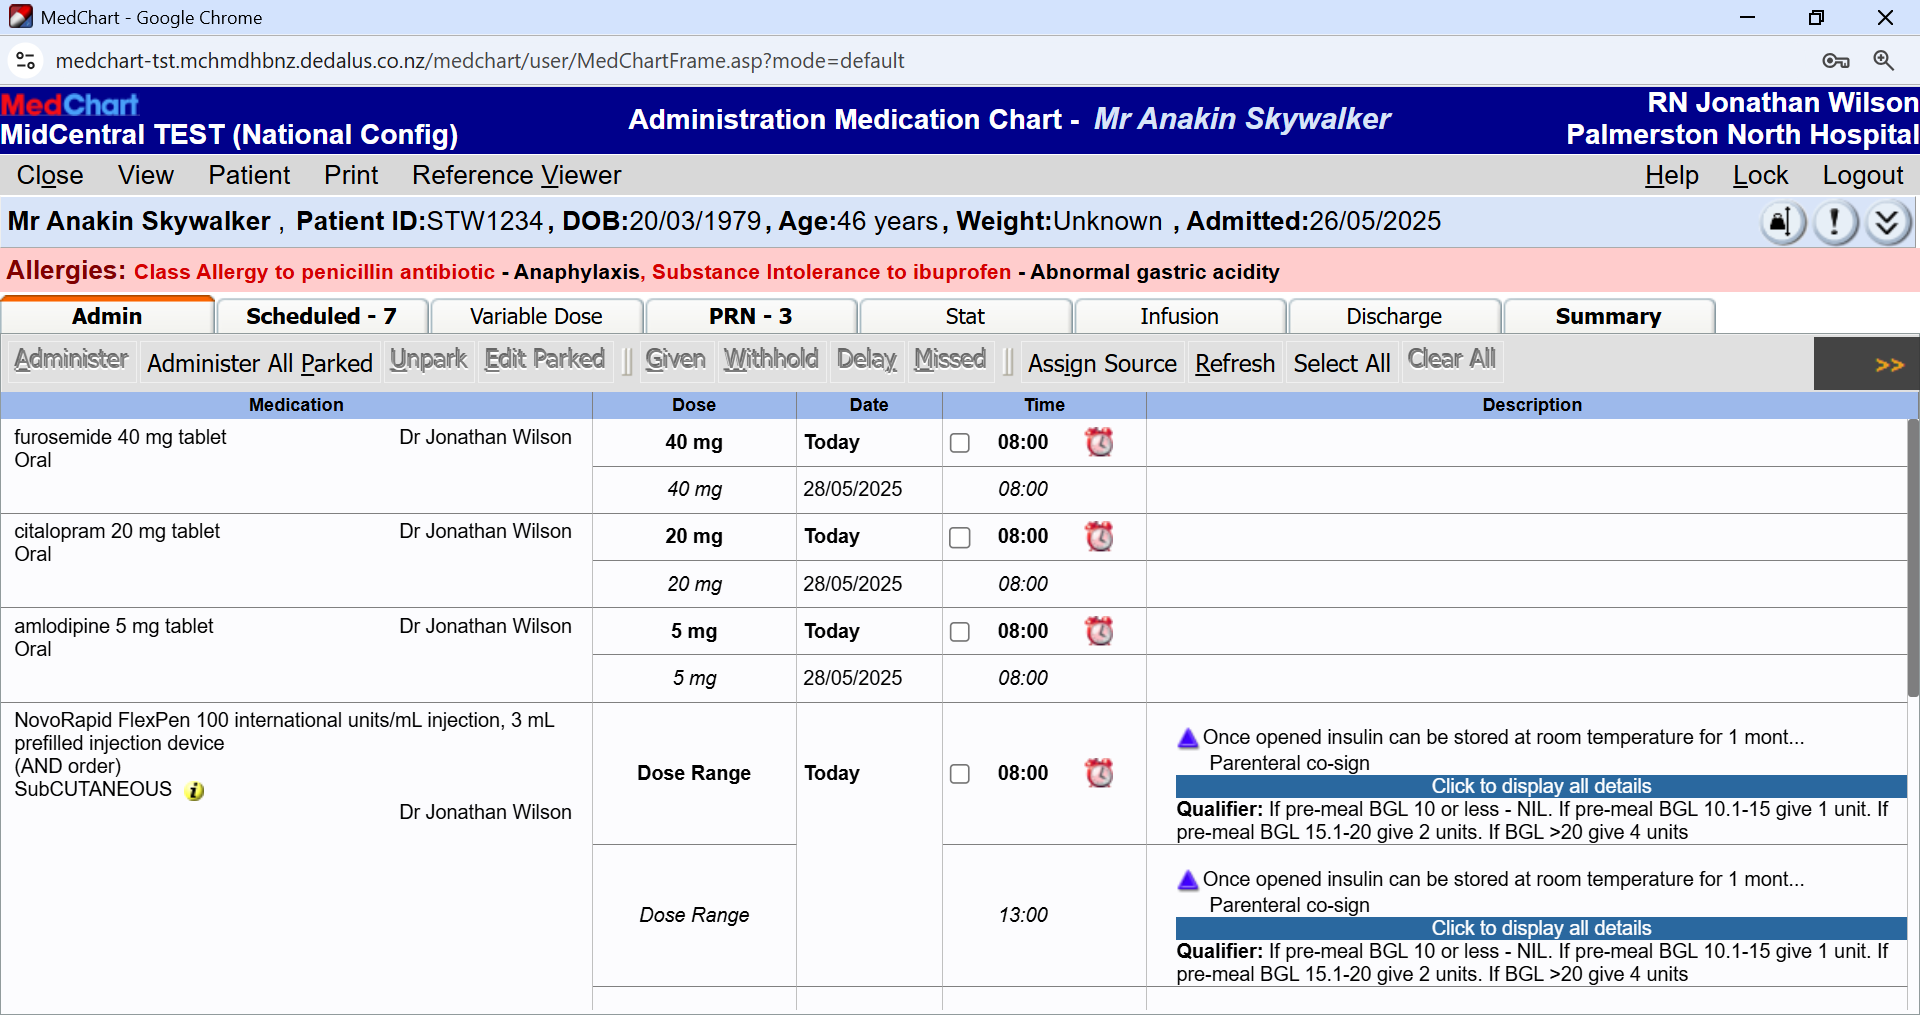 MedChart - Google Chrome
medchart-tst.mchmdhbnz.dedalus.co.nz/medchart/user/MedChartFrame.asp?mode=default
MedChart
MidCentral TEST (National Config)
Administration Medication Chart - Mr Anakin Skywalker
RN Jonathan Wilson
Palmerston North Hospital
Close View Patient Print Reference Viewer Help Lock Logout
Mr Anakin Skywalker , Patient ID:STW1234, DOB:20/03/1979, Age:46 years, Weight:Unknown , Admitted:26/05/2025
Allergies: Class Allergy to penicillin antibiotic - Anaphylaxis, Substance Intolerance to ibuprofen - Abnormal gastric acidity
Admin Scheduled - 7 Variable Dose PRN - 3 Stat Infusion Discharge Summary
Administer Administer All Parked Unpark Edit Parked Given Withhold Delay Missed Assign Source Refresh Select All Clear All >>
Medication Dose Date Time Description
furosemide 40 mg tablet Dr Jonathan Wilson 40 mg Today 08:00
Oral
40 mg 28/05/2025 08:00
citalopram 20 mg tablet Dr Jonathan Wilson 20 mg Today 08:00
Oral
20 mg 28/05/2025 08:00
amlodipine 5 mg tablet Dr Jonathan Wilson 5 mg Today 08:00
Oral
5 mg 28/05/2025 08:00
NovoRapid FlexPen 100 international units/mL injection, 3 mL
prefilled injection device
(AND order)
SubCUTANEOUS i
Dr Jonathan Wilson
Dose Range Today 08:00
Once opened insulin can be stored at room temperature for 1 mont...
Parenteral co-sign
Click to display all details
Qualifier: If pre-meal BGL 10 or less - NIL. If pre-meal BGL 10.1-15 give 1 unit. If
pre-meal BGL 15.1-20 give 2 units. If BGL >20 give 4 units
Dose Range 13:00
Once opened insulin can be stored at room temperature for 1 mont...
Parenteral co-sign
Click to display all details
Qualifier: If pre-meal BGL 10 or less - NIL. If pre-meal BGL 10.1-15 give 1 unit. If
pre-meal BGL 15.1-20 give 2 units. If BGL >20 give 4 units